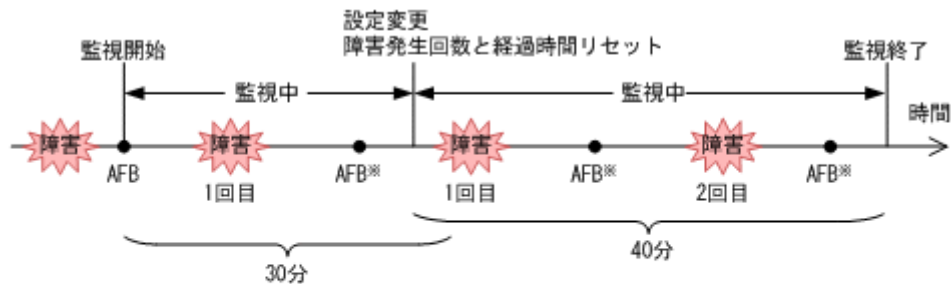 設定変更
障害発生回数と経過時間リセット
監視開始
監視終了
監視中
監視中
時間
障害
障害
障害
障害
AFB
AFB※
AFB※
AFB※
1回目
1回目
2回目
40分
30分